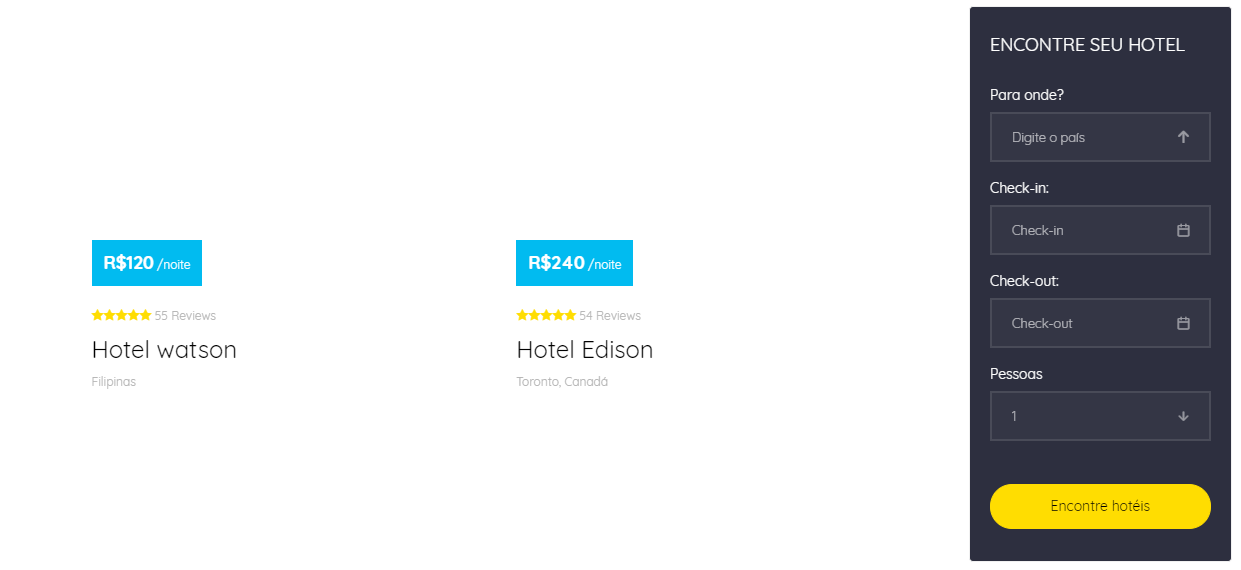 R$120 /noite
55 Reviews
Hotel watson
Filipinas
R$240 /noite
54 Reviews
Hotel Edison
Toronto, Canadá
ENCONTRE SEU HOTEL
Para onde?
Digite o país
Check-in:
Check-in
Check-out:
Check-out
Pessoas
1
Encontre hotéis